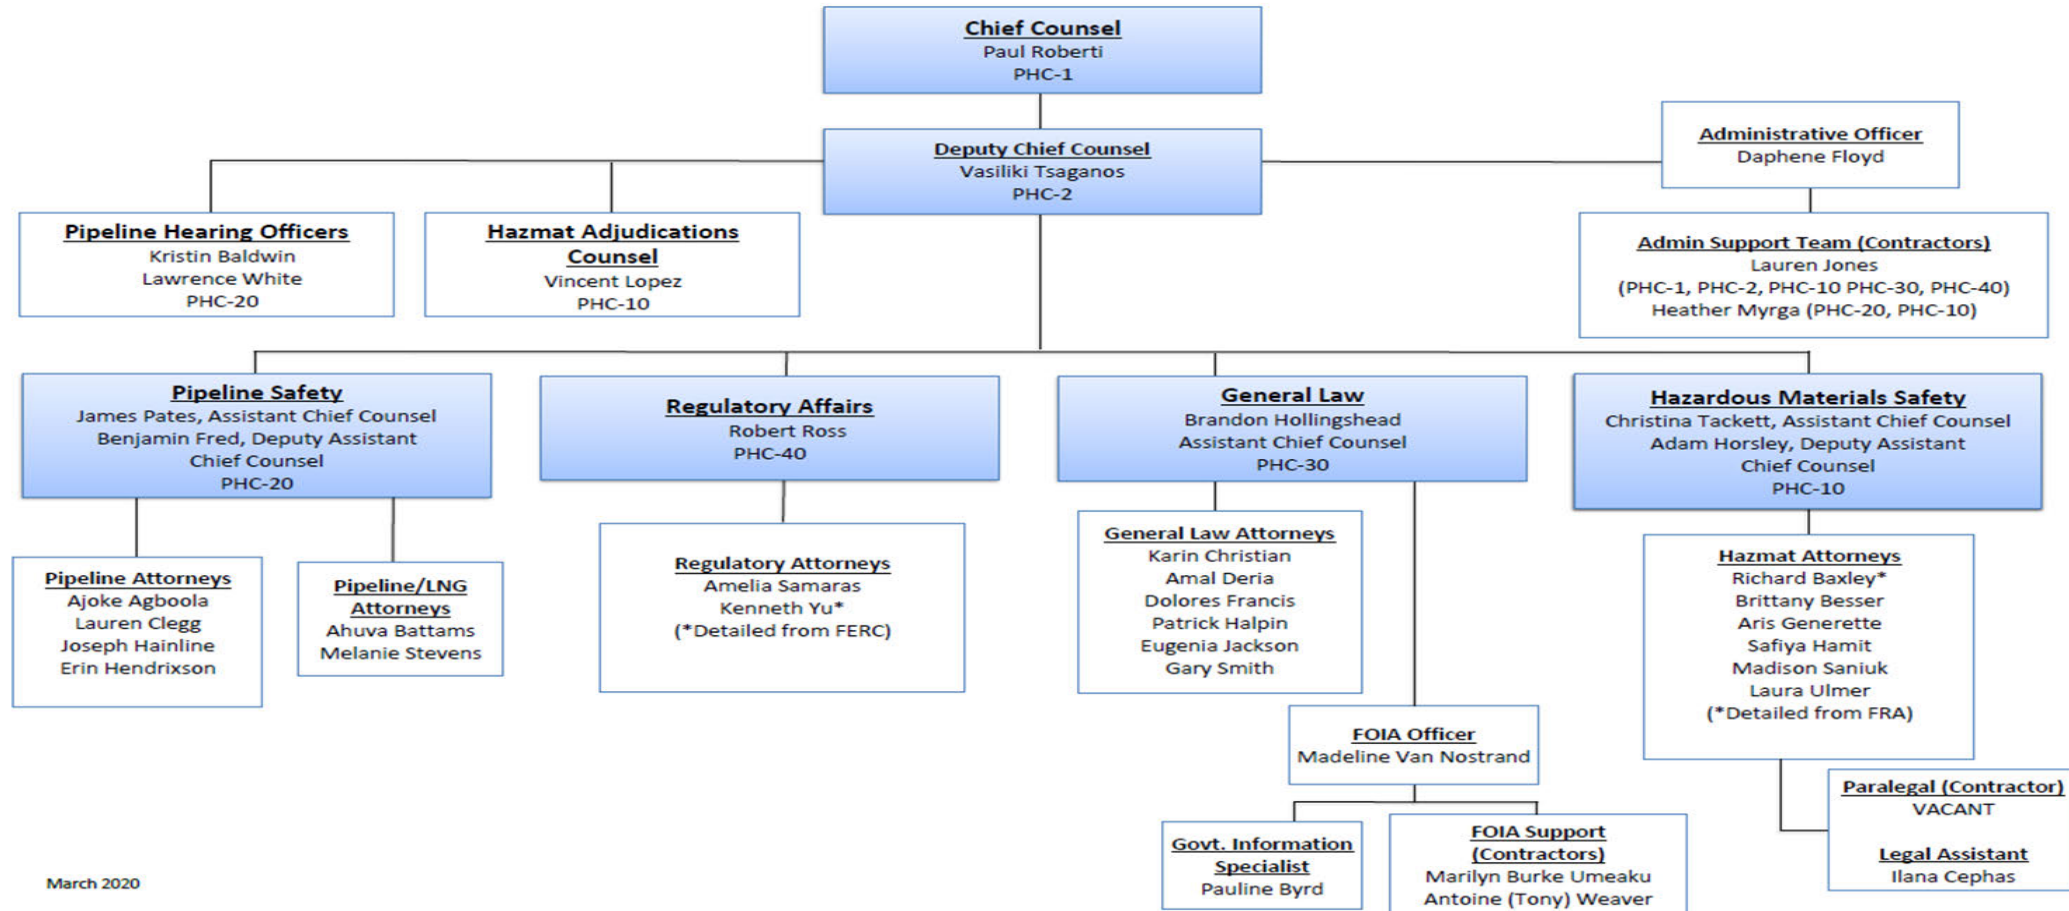 Chief Counsel
Paul Roberti
PHC-1
Deputy Chief Counsel
Vasiliki Tsaganos
PHC-2
Administrative Officer
Daphene Floyd
Pipeline Hearing Officers
Kristin Baldwin
Lawrence White
PHC-20
Hazmat Adjudications
Counsel
Vincent Lopez
PHC-10
Admin Support Team (Contractors)
Lauren Jones
(PHC-1, PHC-2, PHC-10 PHC-30, PHC-40)
Heather Myrga (PHC-20, PHC-10)
Pipeline Safety
James Pates, Assistant Chief Counsel
Benjamin Fred, Deputy Assistant
Chief Counsel
PHC-20
Regulatory Affairs
Robert Ross
PHC-40
General Law
Brandon Hollingshead
Assistant Chief Counsel
PHC-30
Hazardous Materials Safety
Christina Tackett, Assistant Chief Counsel
Adam Horsley, Deputy Assistant
Chief Counsel
PHC-10
Pipeline Attorneys
Ajoke Agboola
Lauren Clegg
Joseph Hainline
Erin Hendrixson
Pipeline/LNG
Attorneys
Ahuva Battams
Melanie Stevens
Regulatory Attorneys
Amelia Samaras
Kenneth Yu*
(*Detailed from FERC)
General Law Attorneys
Karin Christian
Amal Deria
Dolores Francis
Patrick Halpin
Eugenia Jackson
Gary Smith
Hazmat Attorneys
Richard Baxley*
Brittany Besser
Aris Generette
Safiya Hamit
Madison Saniuk
Laura Ulmer
(*Detailed from FRA)
FOIA Officer
Madeline Van Nostrand
Govt. Information
Specialist
Pauline Byrd
FOIA Support
(Contractors)
Marilyn Burke Umeaku
Antoine (Tony) Weaver
Paralegal (Contractor)
VACANT
Legal Assistant
Ilana Cephas
March 2020